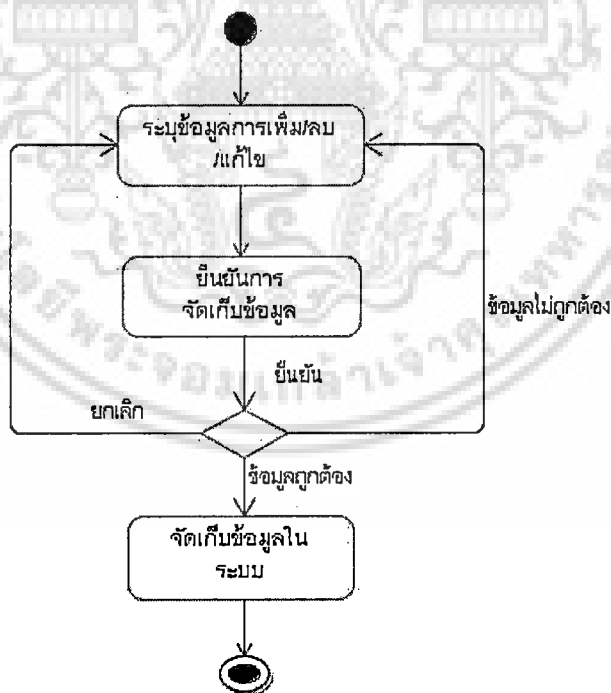 ระบุข้อมูลการเพิ่ม/ลบ
/แก้ไข
ยืนยันการ
จัดเก็บข้อมูล
ข้อมูลไม่ถูกต้อง
ยืนยัน
ยกเลิก
ข้อมูลถูกต้อง
จัดเก็บข้อมูลใน
ระบบ